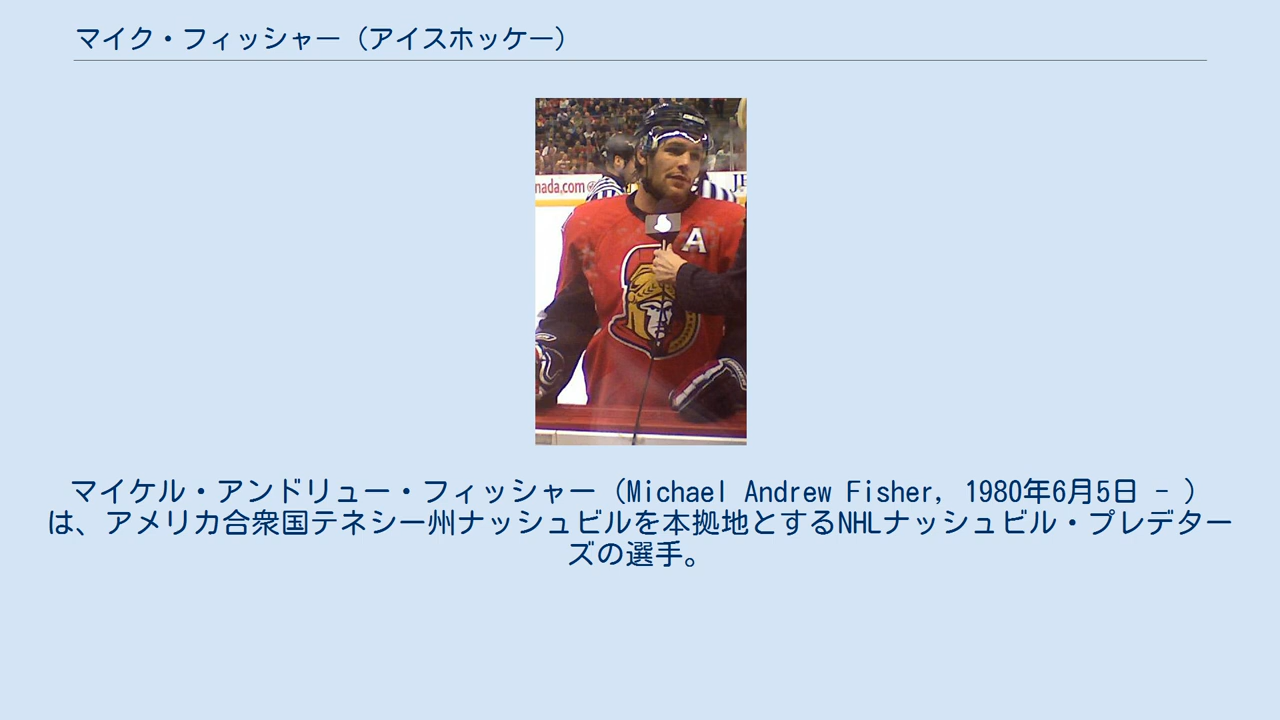 マイク・フィッシャー（アイスホッケー）
nada.com
A
マイケル・アンドリュー・フィッシャー（Michael Andrew Fisher, 1980年6月5日 - ）
は、アメリカ合衆国テネシー州ナッシュビルを本拠地とするNHLナッシュビル・プレデター
ズの選手。